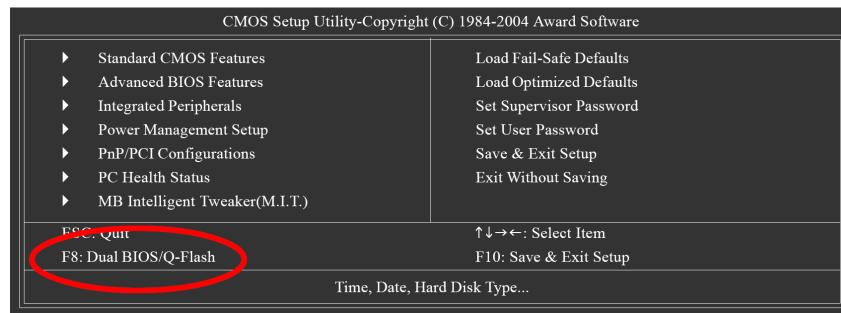 CMOS Setup Utility-Copyright (C) 1984-2004 Award Software
Standard CMOS Features
Advanced BIOS Features
Integrated Peripherals
Power Management Setup
PnP/PCI Configurations
PC Health Status
MB Intelligent Tweaker(M.I.T.)
Load Fail-Safe Defaults
Load Optimized Defaults
Set Supervisor Password
Set User Password
Save & Exit Setup
Exit Without Saving
ESC: Quit
↑↓→←: Select Item
F8: Dual BIOS/Q-Flash
F10: Save & Exit Setup
Time, Date, Hard Disk Type...